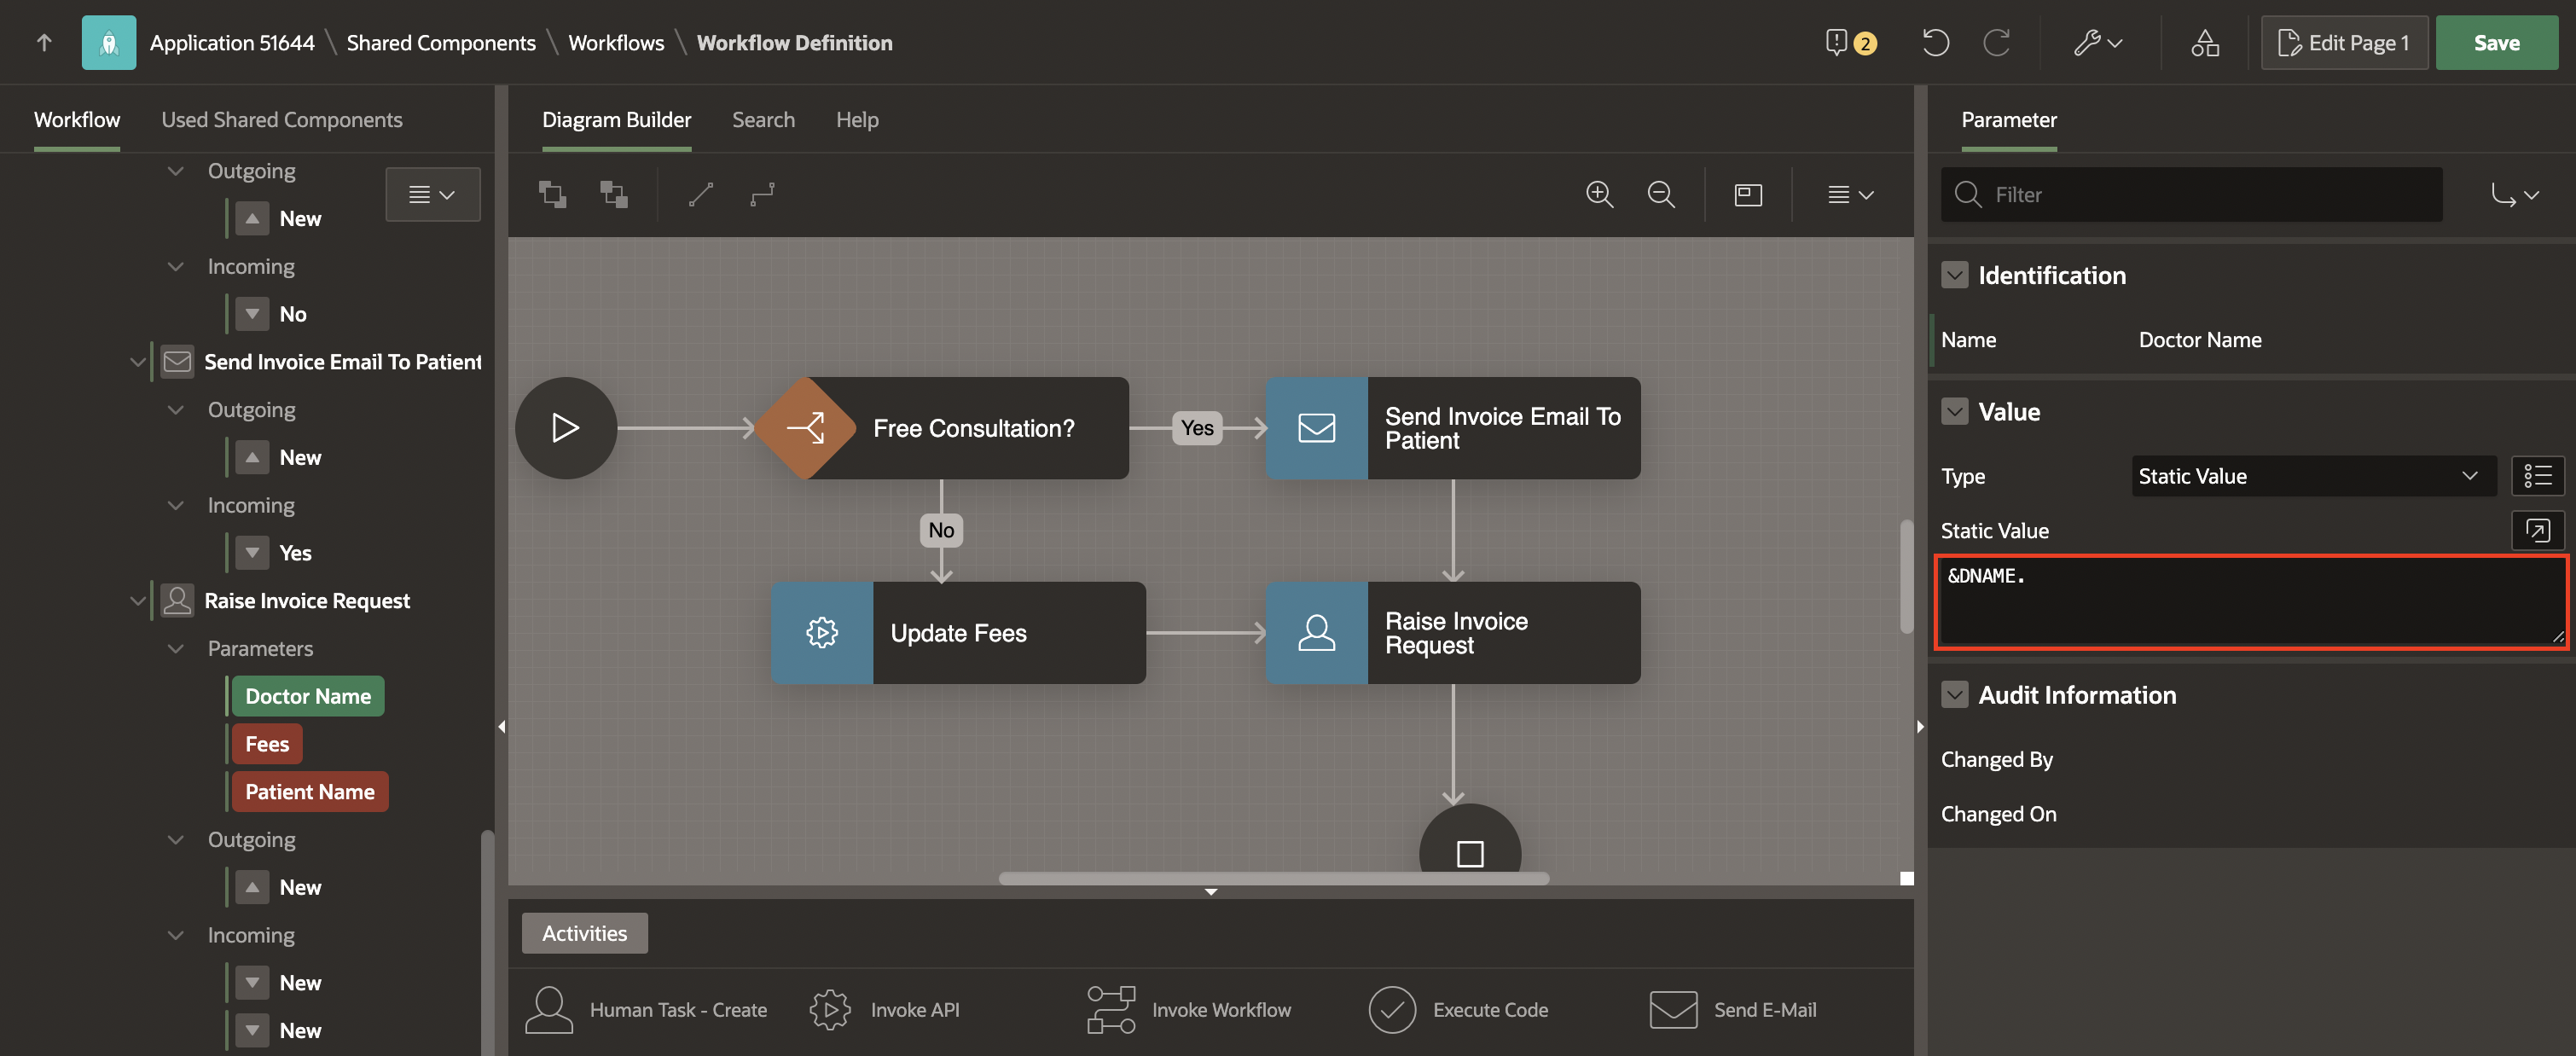 Application 51644 \ Shared Components \ Workflows \ Workflow Definition
2
Edit Page 1
Save
Workflow
Used Shared Components
Outgoing
New
Incoming
No
Send Invoice Email To Patient
Outgoing
New
Incoming
Yes
Raise Invoice Request
Parameters
Doctor Name
Fees
Patient Name
Outgoing
New
Incoming
New
New
Diagram Builder
Search
Help
Free Consultation?
Yes
Send Invoice Email To
Patient
No
Update Fees
Raise Invoice
Request
Activities
Human Task - Create
Invoke API
Invoke Workflow
Execute Code
Send E-Mail
Parameter
Filter
Identification
Name
Doctor Name
Value
Type
Static Value
Static Value
&DNAME.
Audit Information
Changed By
Changed On